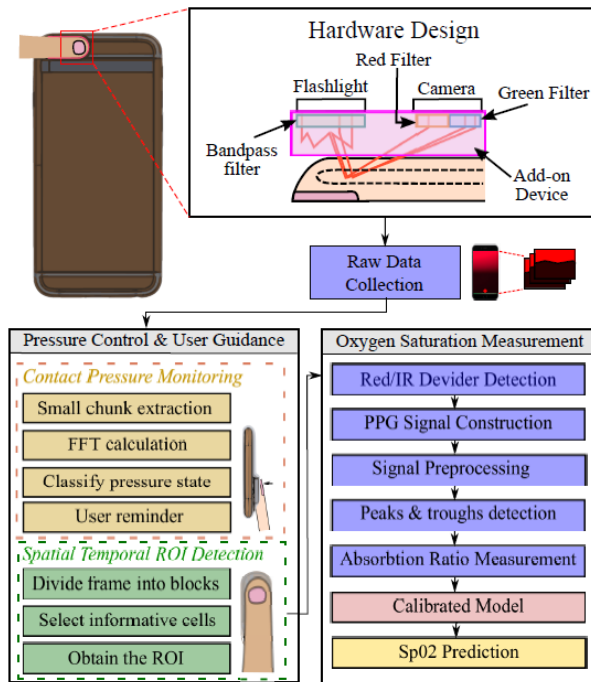 Hardware Design
Red Filter
Flashlight
Camera
Green Filter
Bandpass
filter
Add-on
Device
Raw Data
Collection
Pressure Control & User Guidance
Contact Pressure Monitoring
Small chunk extraction
FFT calculation
Classify pressure state
User reminder
Spatial Temporal ROI Detection
Divide frame into blocks
Select informative cells
Obtain the ROI
Oxygen Saturation Measurement
Red/IR Devider Detection
PPG Signal Construction
Signal Preprocessing
Peaks & troughs detection
Absorbtion Ratio Measurement
Calibrated Model
Sp02 Prediction